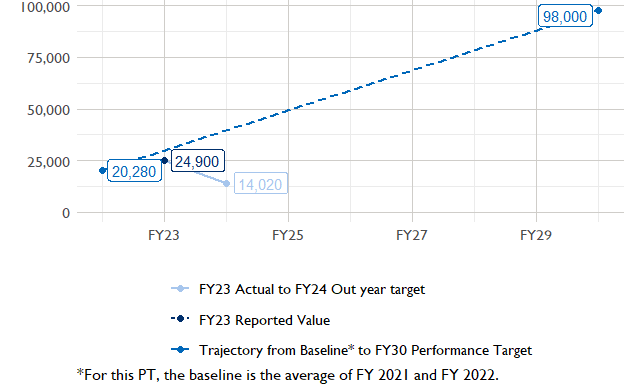 100,000
98,000
75,000
50,000
25,000
24,900
20,280
14,020
0
FY23 FY25 FY27 FY29
FY23 Actual to FY24 Out year target
FY23 Reported Value
Trajectory from Baseline* to FY30 Performance Target
*For this PT, the baseline is the average of FY 2021 and FY 2022.